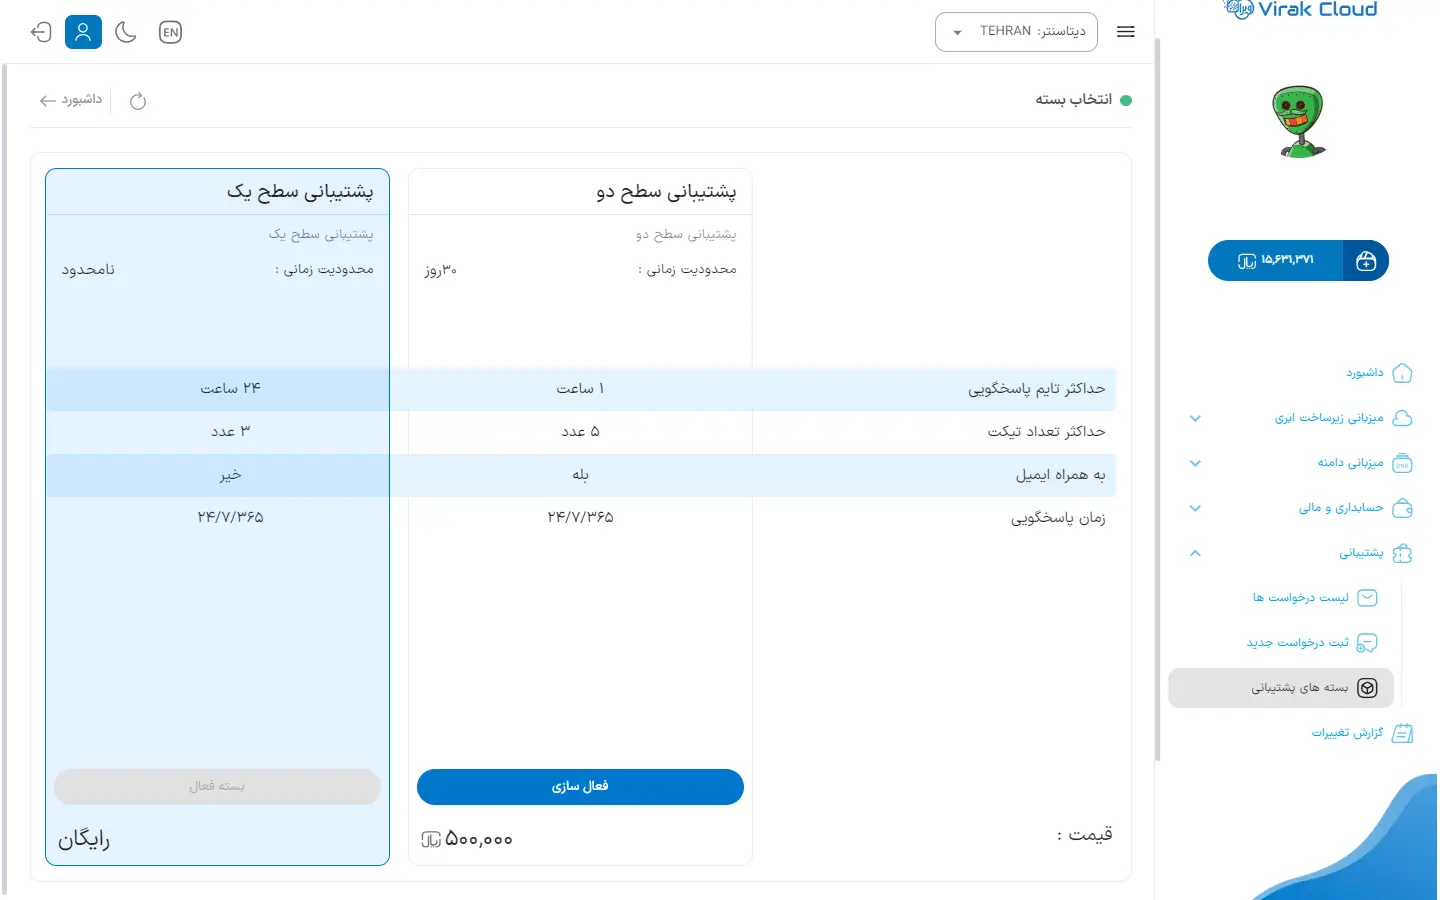 Virak Cloud
۱۵,۶۳۱,۳۷۱
داشبورد
میزبانی زیرساخت ابری
میزبانی دامنه
حسابداری و مالی
پشتیبانی
لیست درخواست ها
ثبت درخواست جدید
بسته های پشتیبانی
گزارش تغییرات
دیتاسنتر: TEHRAN
EN
انتخاب بسته
داشبورد
پشتیبانی سطح دو
پشتیبانی سطح دو
محدودیت زمانی : ۳۰روز
پشتیبانی سطح یک
پشتیبانی سطح یک
محدودیت زمانی : نامحدود
حداکثر تایم پاسخگویی ۱ ساعت ۲۴ ساعت
حداکثر تعداد تیکت ۵ عدد ۳ عدد
به همراه ایمیل بله خیر
زمان پاسخگویی ۲۴/۷/۳۶۵ ۲۴/۷/۳۶۵
فعال سازی بسته فعال
قیمت : ۵۰۰,۰۰۰ ریال رایگان